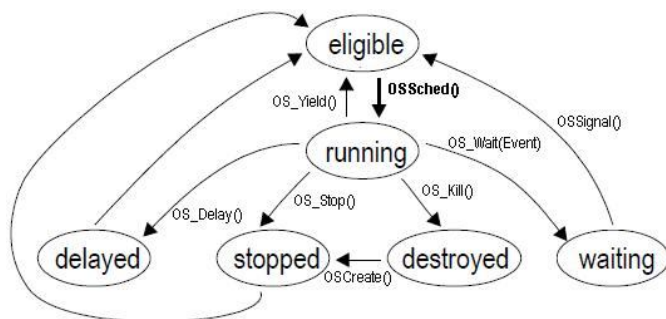 eligible
OS_Yield()
OSSched()
OSSignal()
OS_Wait(Event)
running
OS_Delay()
OS_Stop()
OS_Kill()
delayed
stopped
destroyed
waiting
OSCreate()